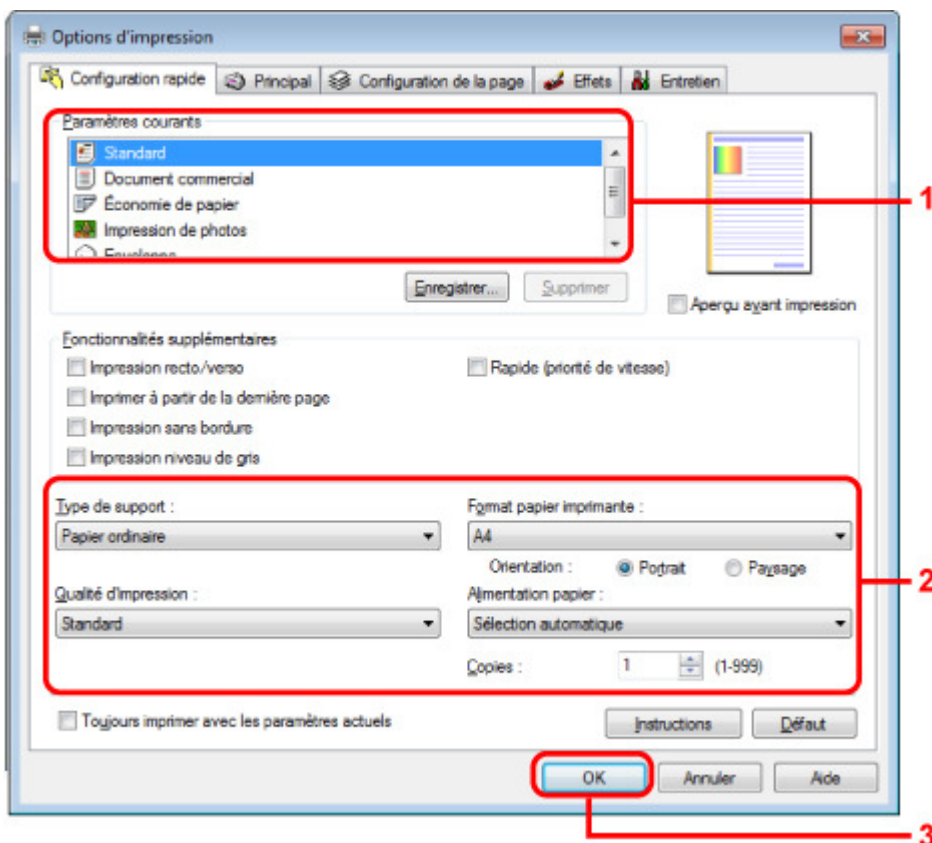 Options d'impression
Configuration rapide Principal Configuration de la page Effets Entretien
Paramètres courants
Standard
Document commercial
Économie de papier
Impression de photos
Enveloppe
1
Enregistrer... Supprimer
Aperçu avant impression
Fonctionnalités supplémentaires
Impression recto/verso Rapide (priorité de vitesse)
Imprimer à partir de la dernière page
Impression sans bordure
Impression niveau de gris
Type de support : Format papier imprimante :
Papier ordinaire A4
Orientation : Portrait Paysage
2
Qualité d'impression : Alimentation papier :
Standard Sélection automatique
Copies : 1 (1-999)
Toujours imprimer avec les paramètres actuels Instructions Défaut
OK Annuler Aide
3